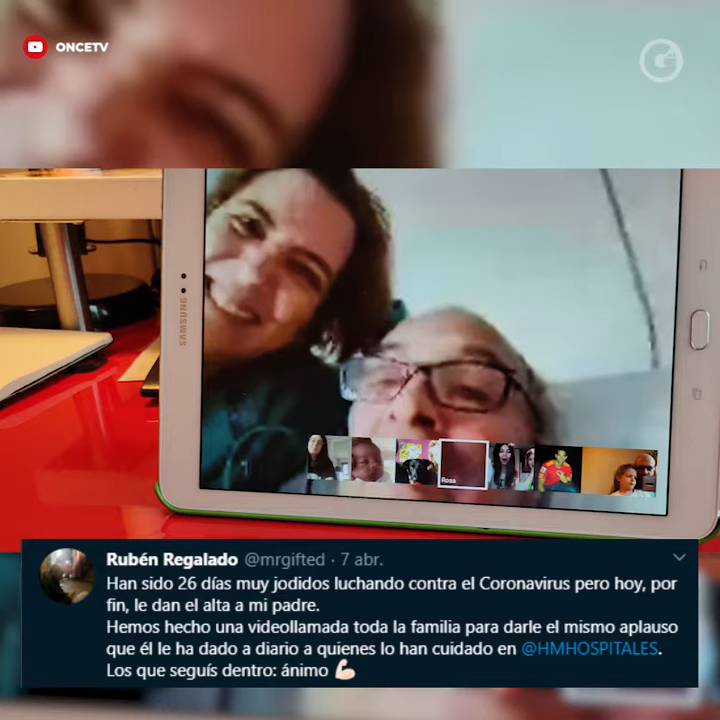 ONCETV
SAMSUNG
Rosa
Rubén Regalado @mrgifted · 7 abr.
Han sido 26 días muy jodidos luchando contra el Coronavirus pero hoy, por
fin, le dan el alta a mi padre.
Hemos hecho una videollamada toda la familia para darle el mismo aplauso
que él le ha dado a diario a quienes lo han cuidado en @HMHOSPITALES.
Los que seguís dentro: ánimo 💪🏻